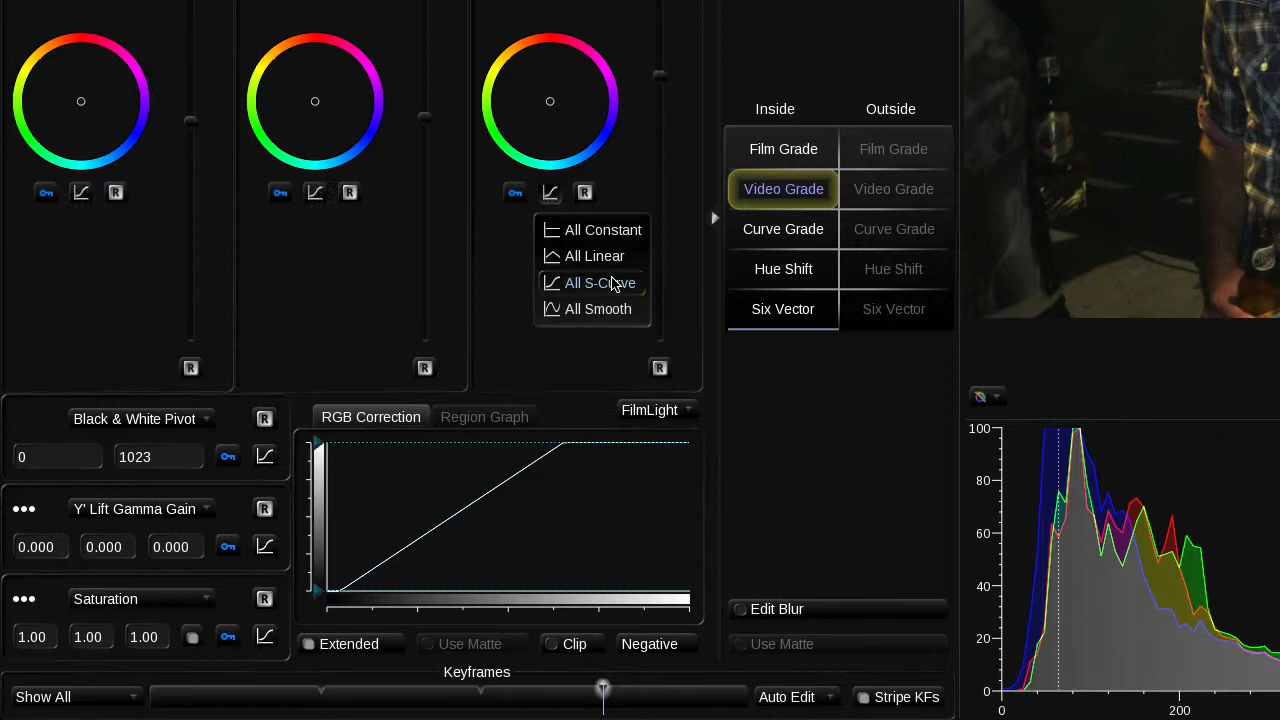 Inside Outside
Film Grade Film Grade
R R R
Video Grade Video Grade
All Constant
Curve Grade Curve Grade
All Linear
Hue Shift Hue Shift
All S-Curve
All Smooth
Six Vector Six Vector
R R R
Black & White Pivot R
RGB Correction Region Graph FilmLight
0 1023
Y' Lift Gamma Gain R
0.000 0.000 0.000
Saturation R
1.00 1.00 1.00
Extended Use Matte Clip Negative
Edit Blur
Use Matte
Keyframes
Show All Auto Edit Stripe KFs
100
80
60
40
20
0
0 200